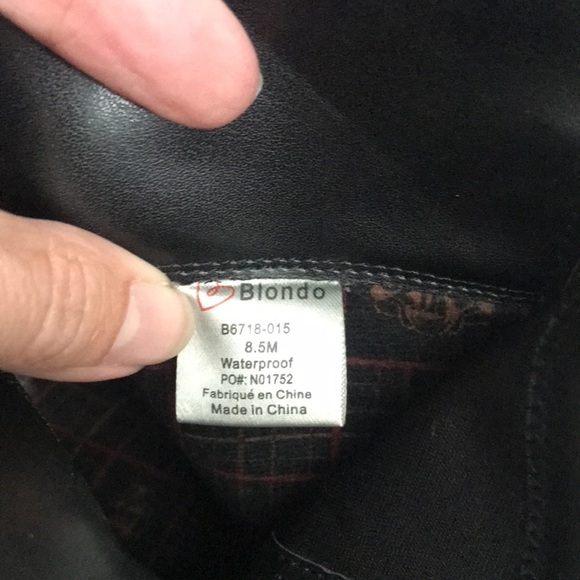 Blondo
B6718-015
8.5M
Waterproof
PO#: N01752
Fabriqué en Chine
Made in China